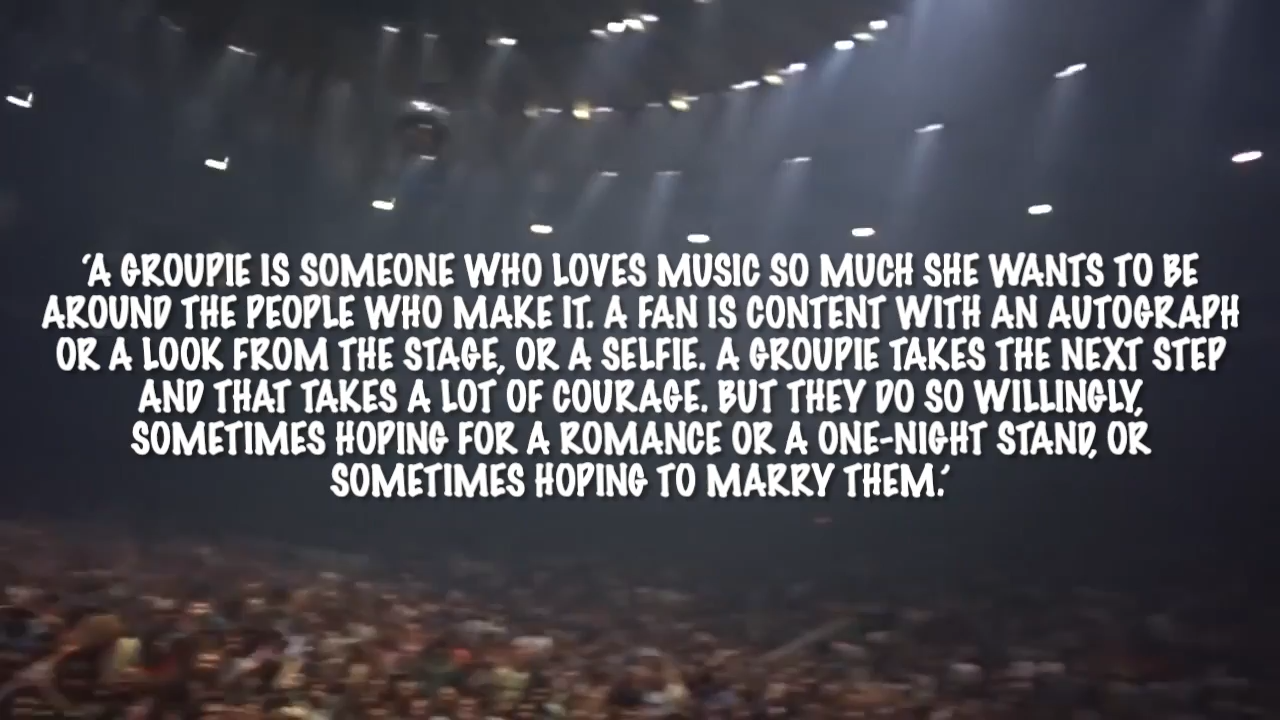 ‘A GROUPIE IS SOMEONE WHO LOVES MUSIC SO MUCH SHE WANTS TO BE
AROUND THE PEOPLE WHO MAKE IT. A FAN IS CONTENT WITH AN AUTOGRAPH
OR A LOOK FROM THE STAGE, OR A SELFIE. A GROUPIE TAKES THE NEXT STEP
AND THAT TAKES A LOT OF COURAGE. BUT THEY DO SO WILLINGLY,
SOMETIMES HOPING FOR A ROMANCE OR A ONE-NIGHT STAND, OR
SOMETIMES HOPING TO MARRY THEM.’